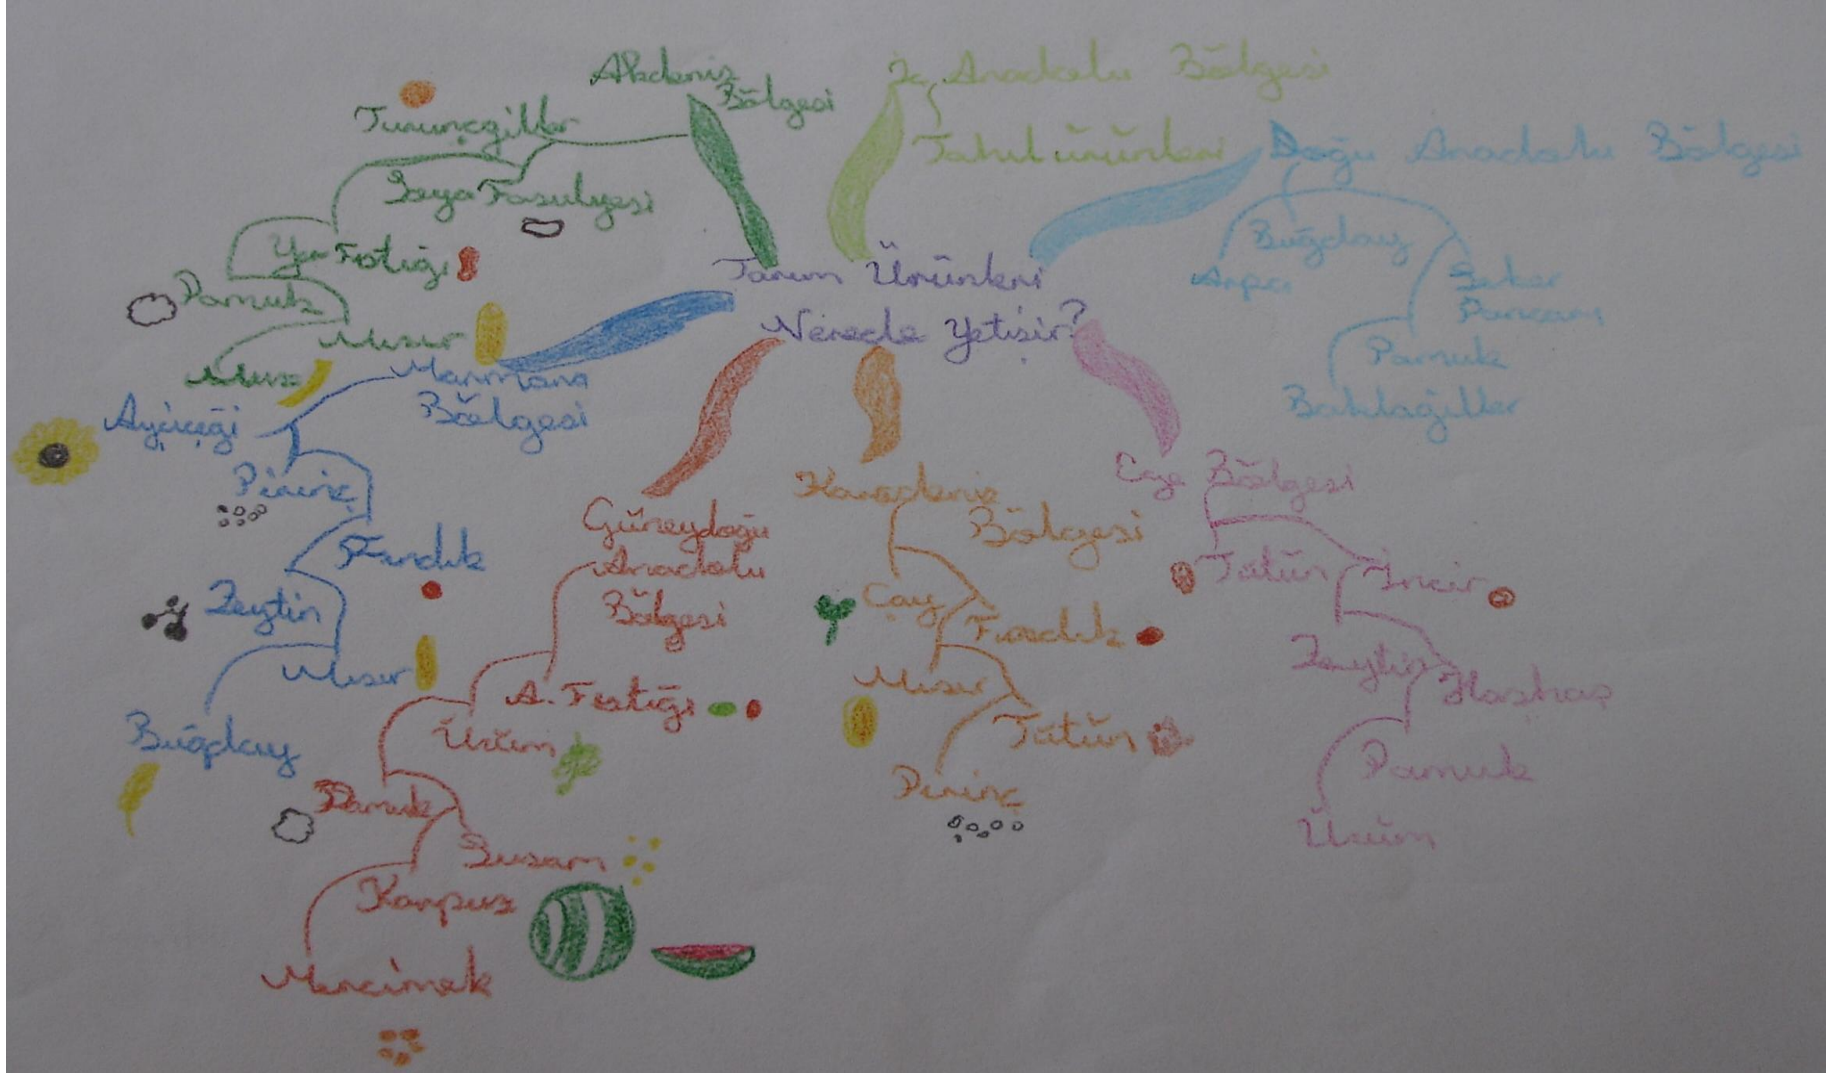 Tarım Ürünleri
Nerede Yetişir?
Akdeniz
Bölgesi
Turunçgiller
Soya Fasulyesi
Yer Fıstığı
Pamuk
Mısır
Muz
İç Anadolu Bölgesi
Tahıl ürünleri
Doğu Anadolu Bölgesi
Buğday
Arpa
Şeker
Pancarı
Pamuk
Baklağiller
Marmara
Bölgesi
Ayçiçeği
Pirinç
Fındık
Zeytin
Mısır
Buğday
Güneydoğu
Anadolu
Bölgesi
A. Fıstığı
Üzüm
Pamuk
Susam
Karpuz
Mercimek
Karadeniz
Bölgesi
Çay
Fındık
Mısır
Tütün
Pirinç
Ege Bölgesi
Tütün
İncir
Zeytin
Haşhaş
Pamuk
Üzüm